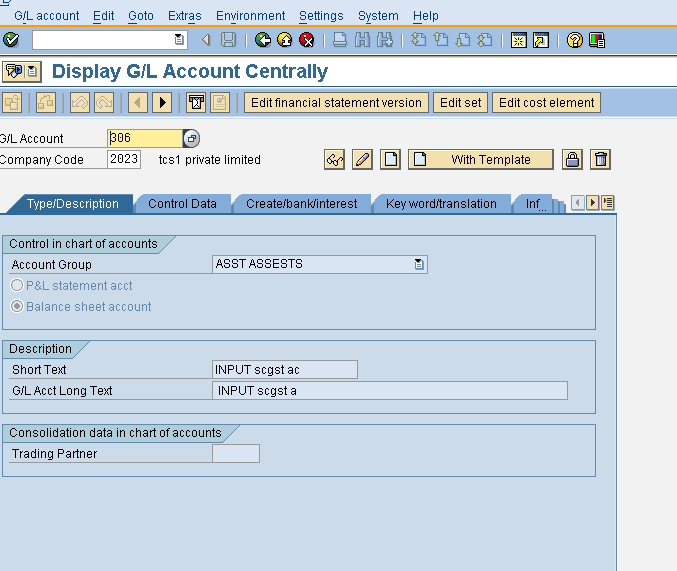 G/L account Edit Goto Extras Environment Settings System Help
Display G/L Account Centrally
Edit financial statement version Edit set Edit cost element
G/L Account 306
Company Code 2023 tcs1 private limited With Template
Type/Description Control Data Create/bank/interest Key word/translation Inf...
Control in chart of accounts
Account Group ASST ASSESTS
P&L statement acct
Balance sheet account
Description
Short Text INPUT scgst ac
G/L Acct Long Text INPUT scgst a
Consolidation data in chart of accounts
Trading Partner